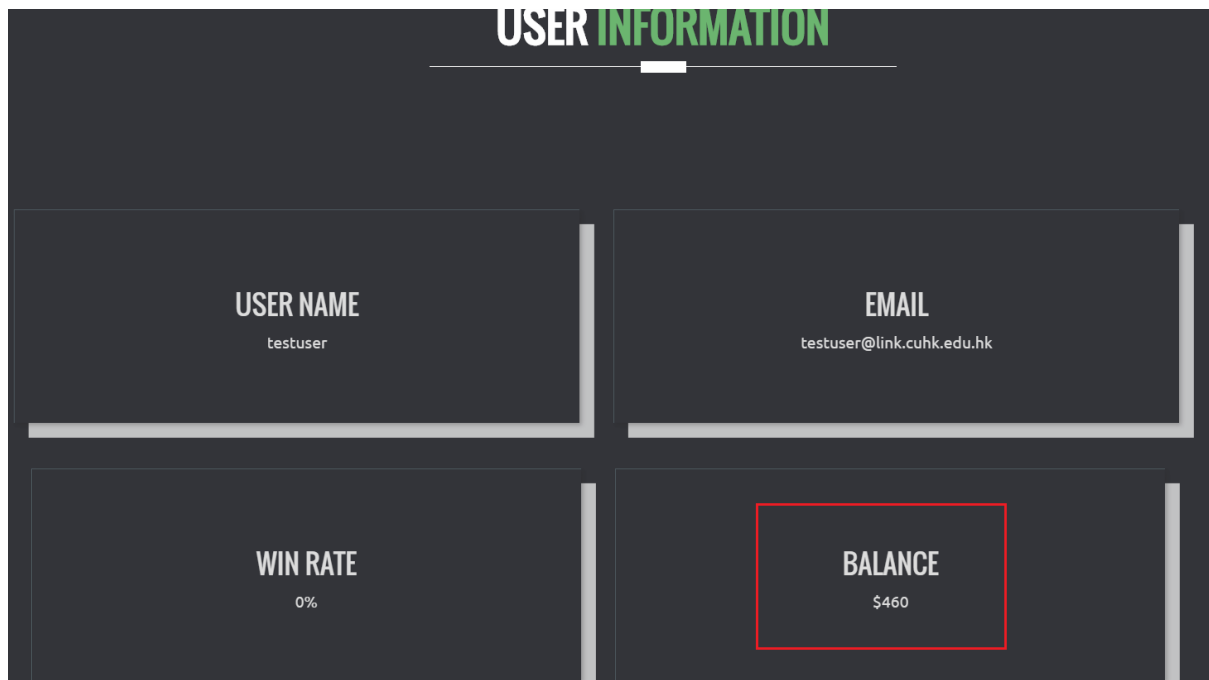 USER INFORMATION
USER NAME
testuser
EMAIL
testuser@link.cuhk.edu.hk
WIN RATE
0%
BALANCE
$460